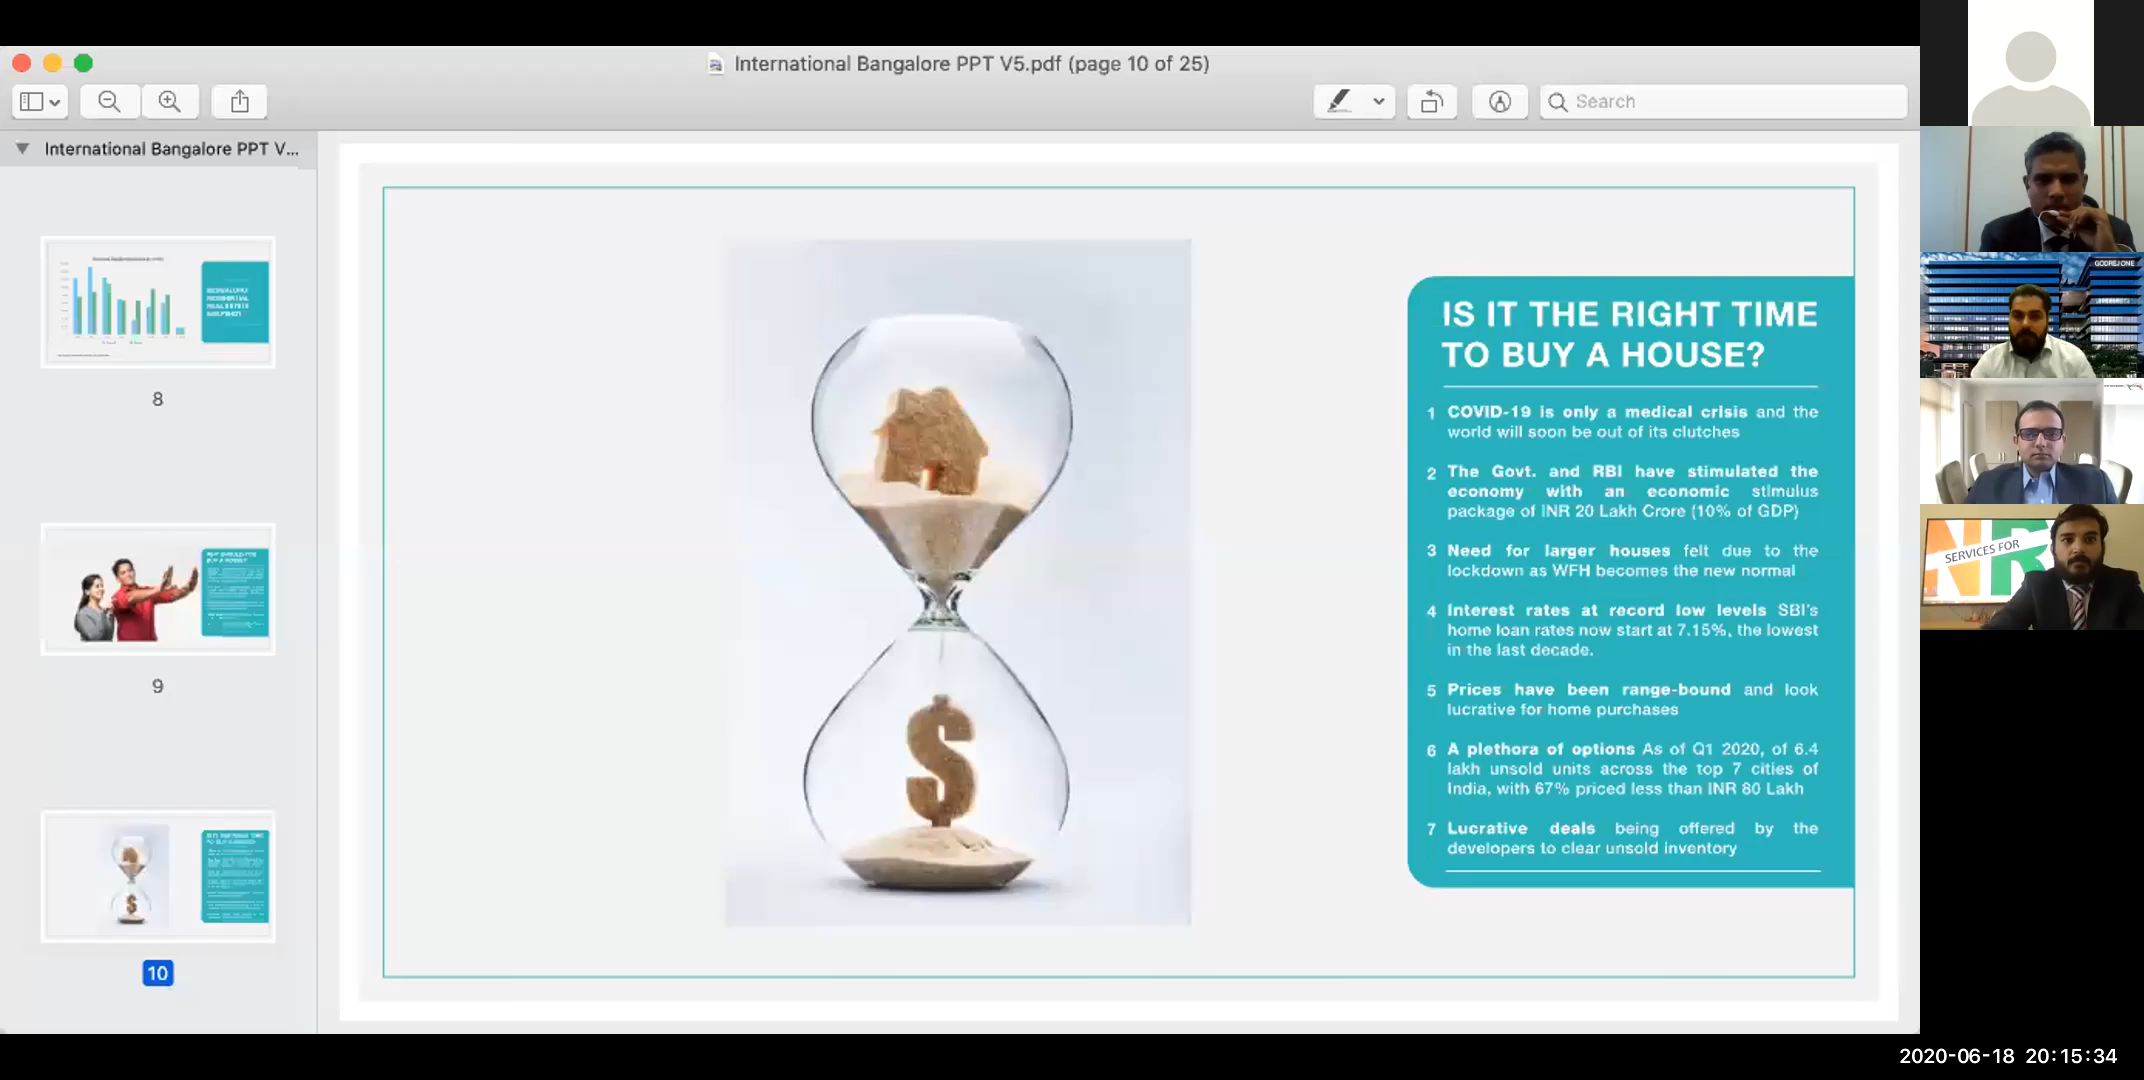 International Bangalore PPT V5.pdf (page 10 of 25)
Search
International Bangalore PPT V...
8
9
10
IS IT THE RIGHT TIME
TO BUY A HOUSE?
1 COVID-19 is only a medical crisis and the
world will soon be out of its clutches
2 The Govt. and RBI have stimulated the
economy with an economic stimulus
package of INR 20 Lakh Crore (10% of GDP)
3 Need for larger houses felt due to the
lockdown as WFH becomes the new normal
4 Interest rates at record low levels SBI's
home loan rates now start at 7.15%, the lowest
in the last decade.
5 Prices have been range-bound and look
lucrative for home purchases
6 A plethora of options As of Q1 2020, of 6.4
lakh unsold units across the top 7 cities of
India, with 67% priced less than INR 80 Lakh
7 Lucrative deals being offered by the
developers to clear unsold inventory
$
GODREJ ONE
SERVICES FOR
NR
2020-06-18 20:15:34